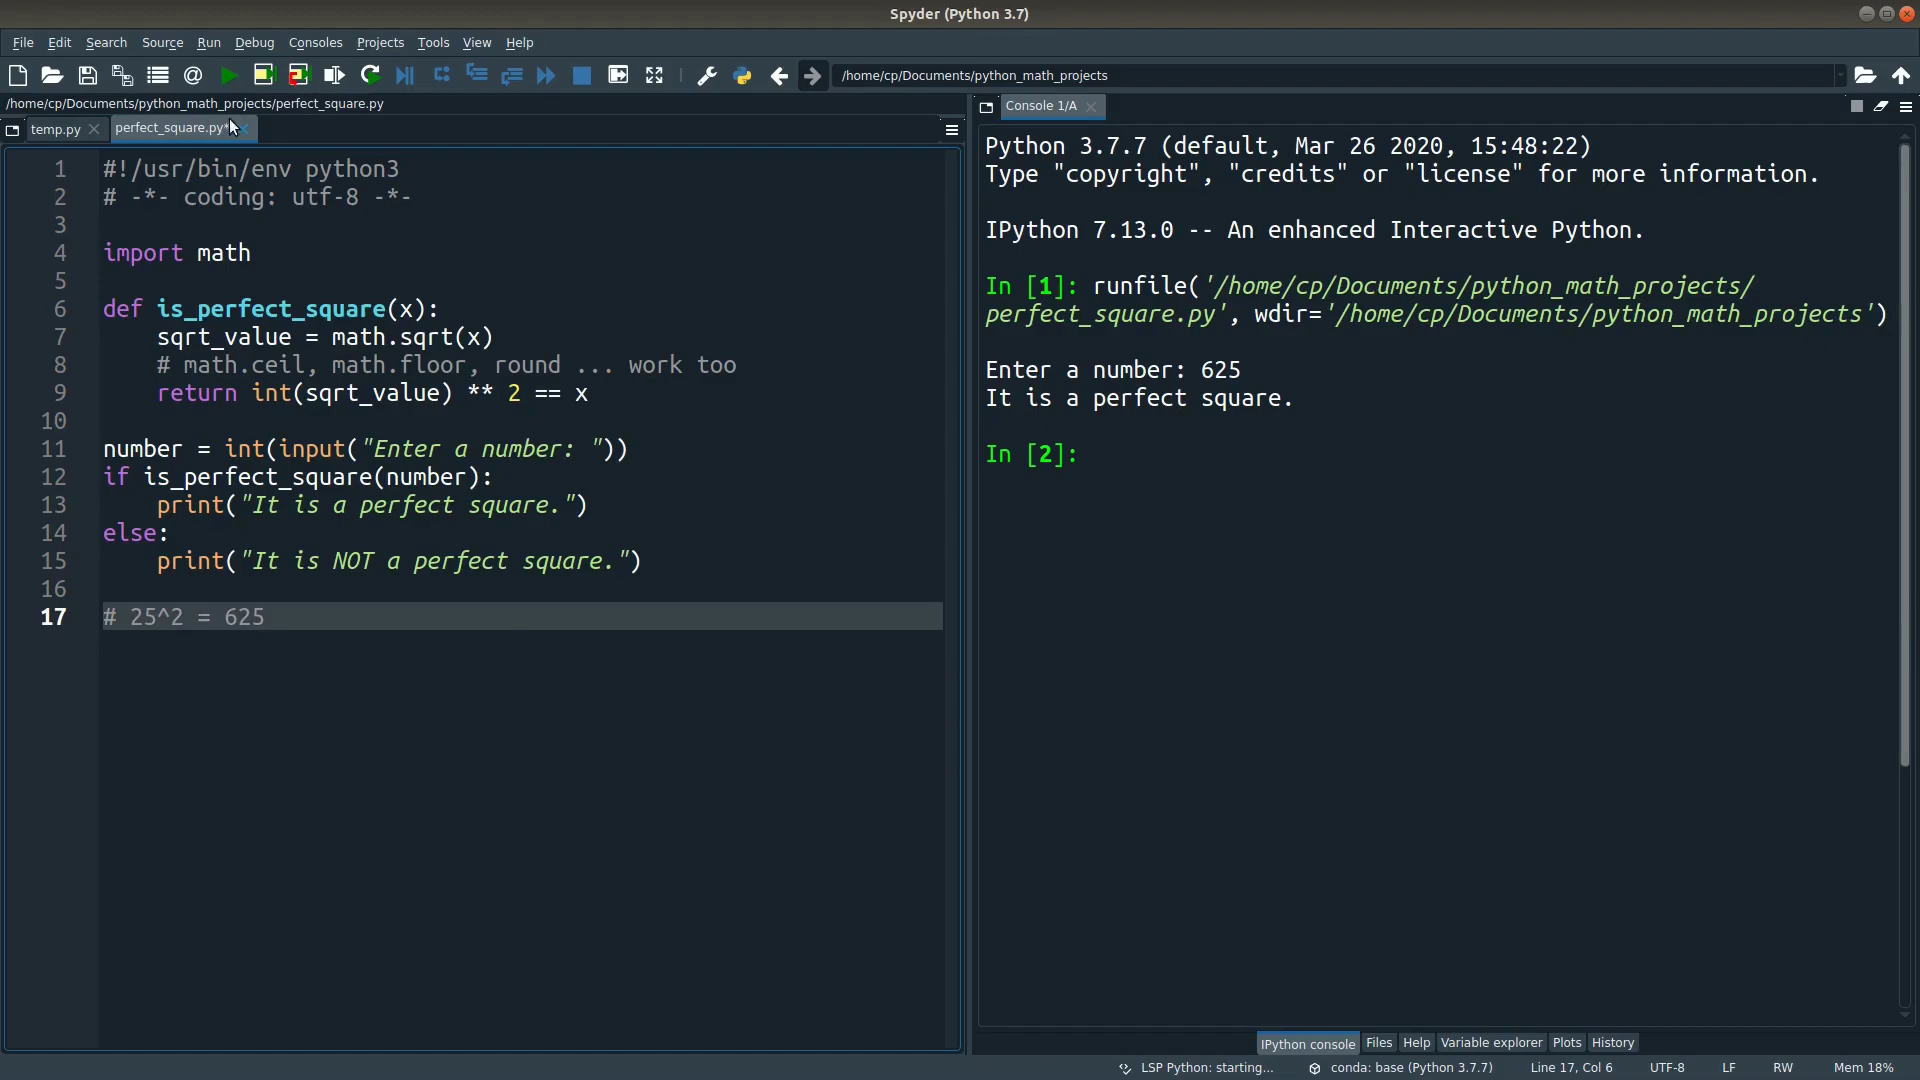 Spyder (Python 3.7)
File Edit Search Source Run Debug Consoles Projects Tools View Help
/home/cp/Documents/python_math_projects
/home/cp/Documents/python_math_projects/perfect_square.py
temp.py perfect_square.py*
1 #!/usr/bin/env python3
2 # -*- coding: utf-8 -*-
3
4 import math
5
6 def is_perfect_square(x):
7     sqrt_value = math.sqrt(x)
8     # math.ceil, math.floor, round ... work too
9     return int(sqrt_value) ** 2 == x
10
11 number = int(input("Enter a number: "))
12 if is_perfect_square(number):
13     print("It is a perfect square.")
14 else:
15     print("It is NOT a perfect square.")
16
17 # 25^2 = 625
Console 1/A
Python 3.7.7 (default, Mar 26 2020, 15:48:22)
Type "copyright", "credits" or "license" for more information.
IPython 7.13.0 -- An enhanced Interactive Python.
In [1]: runfile('/home/cp/Documents/python_math_projects/
perfect_square.py', wdir='/home/cp/Documents/python_math_projects')
Enter a number: 625
It is a perfect square.
In [2]:
IPython console Files Help Variable explorer Plots History
LSP Python: starting... conda: base (Python 3.7.7) Line 17, Col 6 UTF-8 LF RW Mem 18%